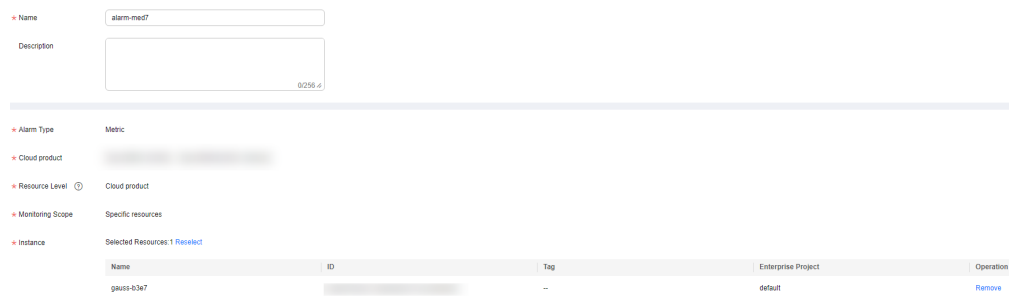 * Name alarm-med7
Description
0/256
* Alarm Type Metric
* Cloud product
* Resource Level ? Cloud product
* Monitoring Scope Specific resources
* Instance Selected Resources:1 Reselect
Name ID Tag Enterprise Project Operation
gauss-b3e7 -- default Remove